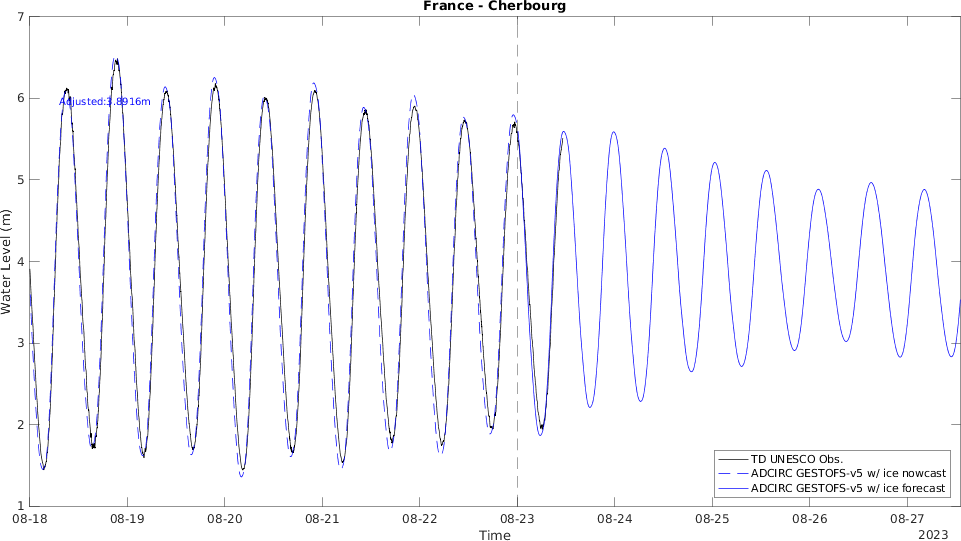 France - Cherbourg
7
6
5
4
3
2
1
Water Level (m)
Adjusted:3.8916m
TD UNESCO Obs.
ADCIRC GESTOFS-v5 w/ ice nowcast
ADCIRC GESTOFS-v5 w/ ice forecast
08-18 08-19 08-20 08-21 08-22 08-23 08-24 08-25 08-26 08-27
Time
2023